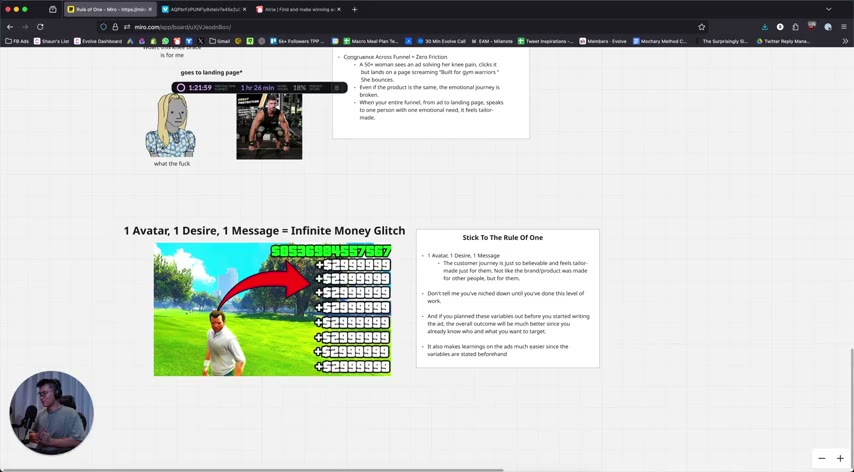 Rule of One - Miro - https://mi
AQPbrFoPUNFly8zteiv7a4Sx2ul
Atria | Find and make winning a
miro.com/app/board/uXjVJeodnBo=/
FB Ads
Shaun's List
Evolve Dashboard
Gmail
5k+ Followers TPP ...
Macro Meal Plan Te...
30 Min Evolve Call
EAM - Milenote
Tweet Inspirations -...
Members - Evolve
Mochary Method C...
The Surprisingly Si...
Twitter Reply Mana...
is for me
goes to landing page*
1:21:59
1 hr 26 min
18%
what the fuck
- Congruence Across Funnel = Zero Friction
A 50+ woman sees an ad solving her knee pain, clicks it
but lands on a page screaming "Built for gym warriors "
She bounces.
Even if the product is the same, the emotional journey is
broken.
When your entire funnel, from ad to landing page, speaks
to one person with one emotional need, it feels tailor-
made.
1 Avatar, 1 Desire, 1 Message = Infinite Money Glitch
Stick To The Rule Of One
- 1 Avatar, 1 Desire, 1 Message
The customer journey is just so believable and feels tailor-
made just for them. Not like the brand/product was made
for other people, but for them.
- Don't tell me you've niched down until you've done this level of
work.
- And if you planned these variables out before you started writing
the ad, the overall outcome will be much better since you
already know who and what you want to target.
- It also makes learnings on the ads much easier since the
variables are stated beforehand